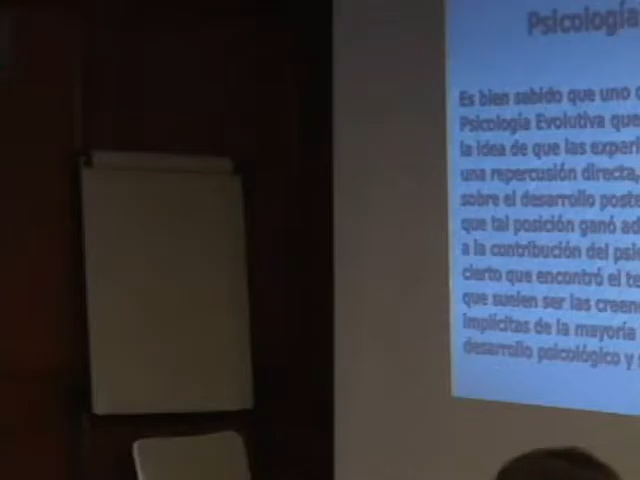 Psicología
Es bien sabido que uno
Psicología Evolutiva que
la idea de que las experi
una repercusión directa,
sobre el desarrollo poste
que tal posición ganó ad
a la contribución del psi
cierto que encontró el te
que suelen ser las creen
implícitas de la mayoría
desarrollo psicológico y